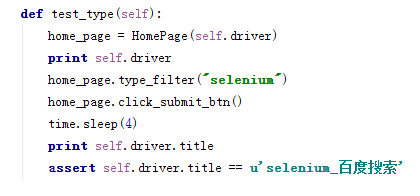 def test_type(self):
    home_page = HomePage(self.driver)
    print self.driver
    home_page.type_filter("selenium")
    home_page.click_submit_btn()
    time.sleep(4)
    print self.driver.title
    assert self.driver.title == u'selenium_百度搜索'